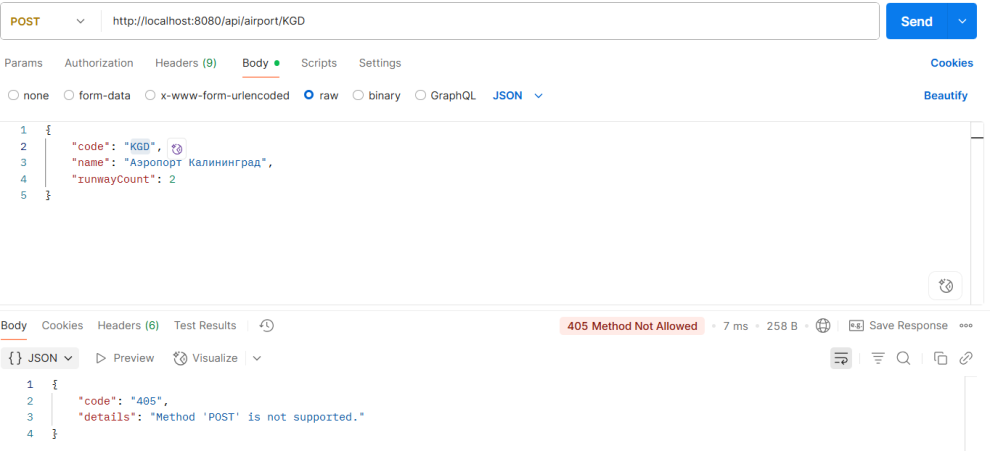 POST http://localhost:8080/api/airport/KGD Send
Params Authorization Headers (9) Body Scripts Settings Cookies
none form-data x-www-form-urlencoded raw binary GraphQL JSON Beautify
1 {
2 "code": "KGD",
3 "name": "Аэропорт Калининград",
4 "runwayCount": 2
5 }
Body Cookies Headers (6) Test Results 405 Method Not Allowed 7 ms 258 B e.g. Save Response
{} JSON Preview Visualize
1 {
2 "code": "405",
3 "details": "Method 'POST' is not supported."
4 }